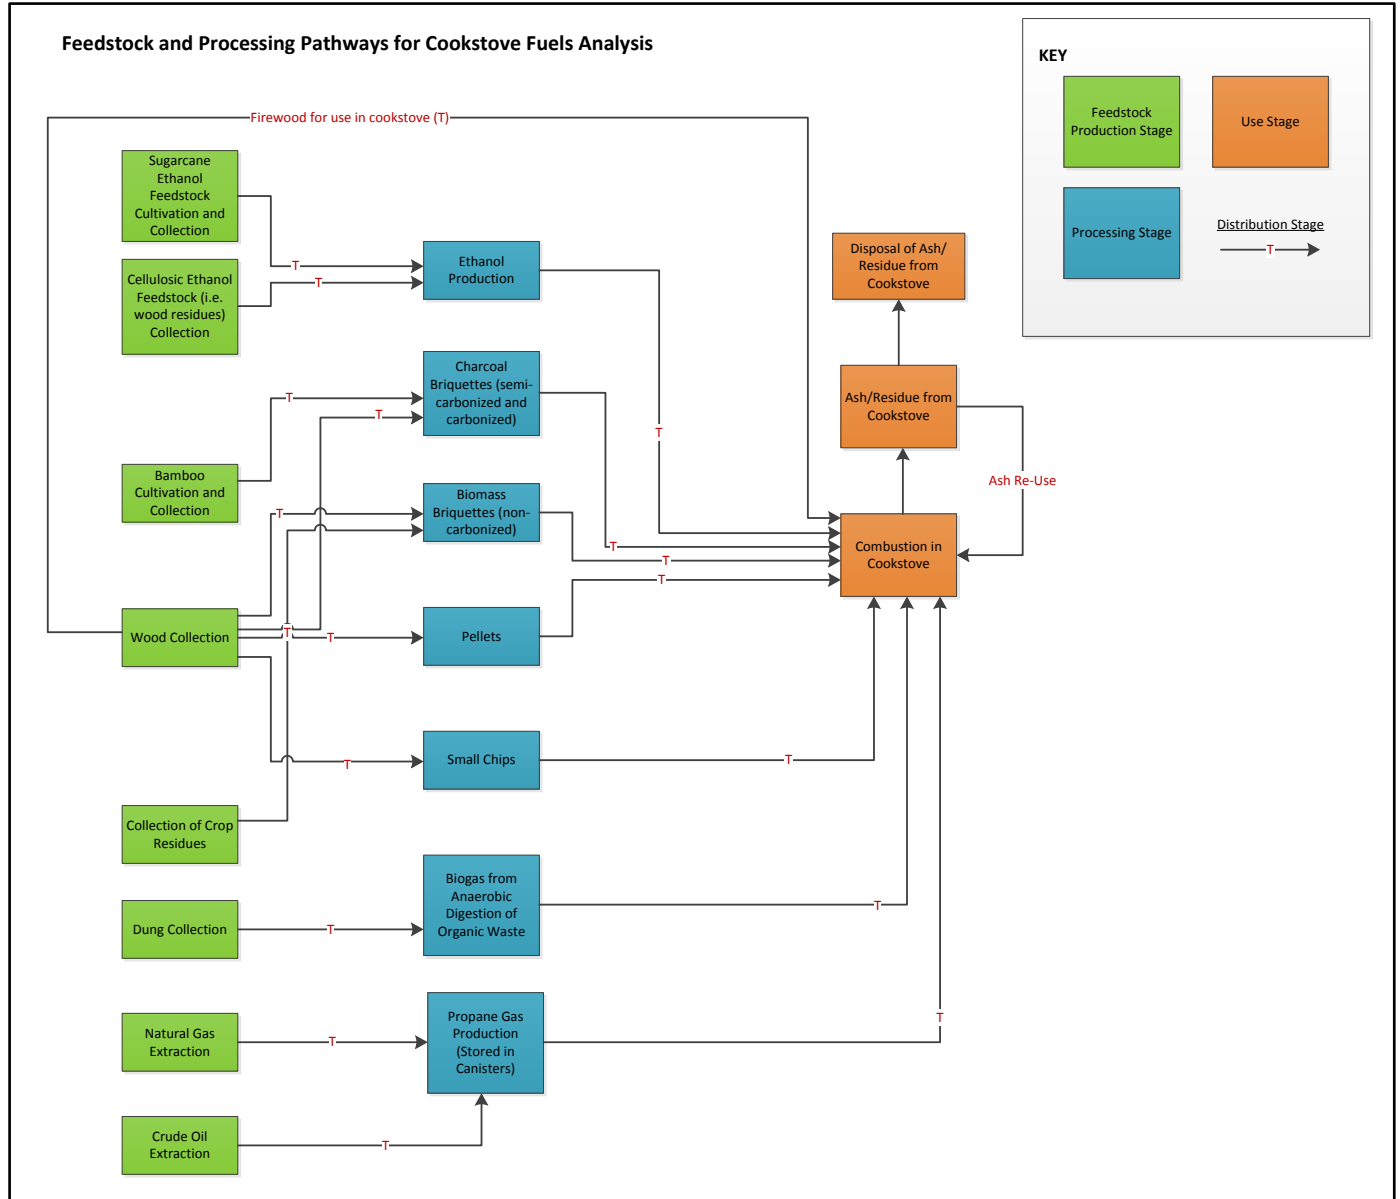 Feedstock and Processing Pathways for Cookstove Fuels Analysis
KEY
Feedstock
Production Stage
Use Stage
Processing Stage
Distribution Stage
T
Firewood for use in cookstove (T)
Sugarcane
Ethanol
Feedstock
Cultivation and
Collection
T
Cellulosic Ethanol
Feedstock (i.e.
wood residues)
Collection
T
Ethanol
Production
T
Disposal of Ash/
Residue from
Cookstove
Charcoal
Briquettes (semi-
carbonized and
carbonized)
T
T
T
Ash/Residue from
Cookstove
Ash Re-Use
Bamboo
Cultivation and
Collection
Biomass
Briquettes (non-
carbonized)
T
T
Combustion in
Cookstove
Wood Collection
T
T
Pellets
T
T
Small Chips
T
Collection of Crop
Residues
Dung Collection
T
Biogas from
Anaerobic
Digestion of
Organic Waste
T
Natural Gas
Extraction
T
Propane Gas
Production
(Stored in
Canisters)
T
Crude Oil
Extraction
T